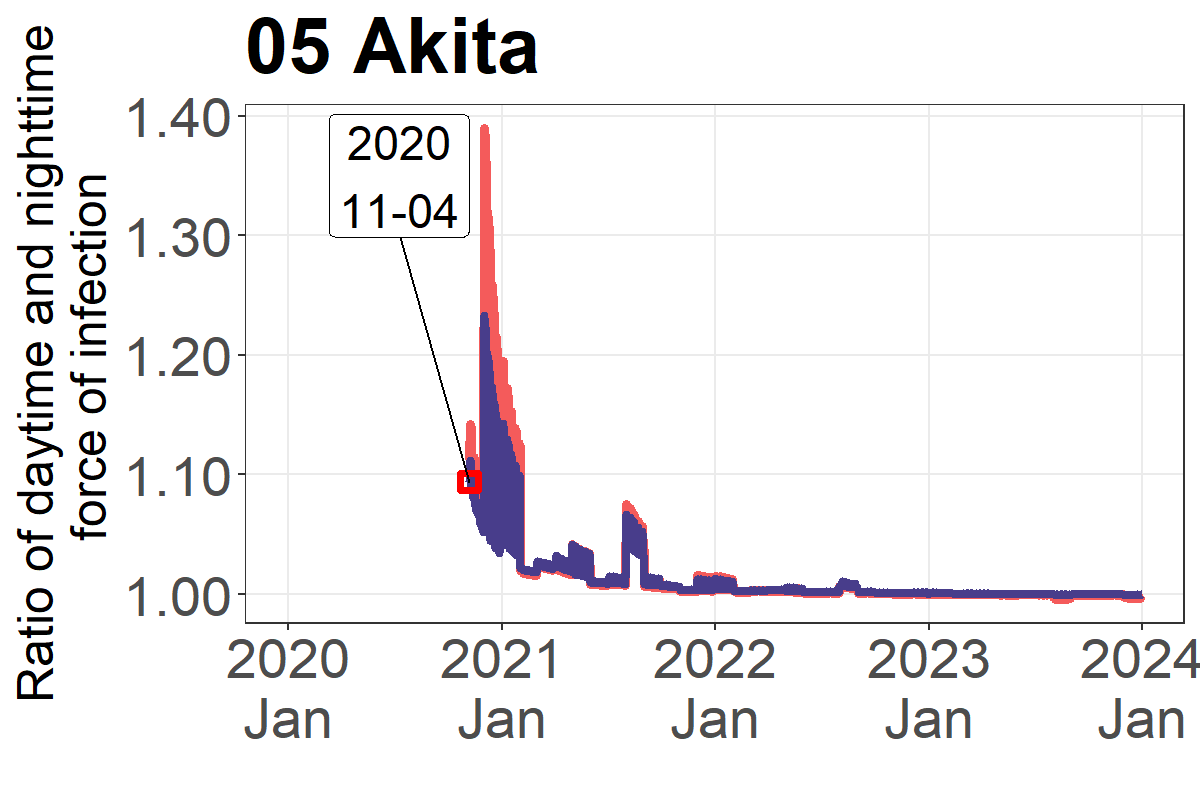 05 Akita
Ratio of daytime and nighttime
force of infection
1.40
1.30
1.20
1.10
1.00
2020
11-04
2020
Jan
2021
Jan
2022
Jan
2023
Jan
2024
Jan